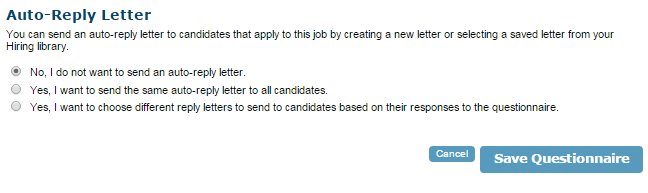 Auto-Reply Letter
You can send an auto-reply letter to candidates that apply to this job by creating a new letter or selecting a saved letter from your
Hiring library.
No, I do not want to send an auto-reply letter.
Yes, I want to send the same auto-reply letter to all candidates.
Yes, I want to choose different reply letters to send to candidates based on their responses to the questionnaire.
Cancel Save Questionnaire